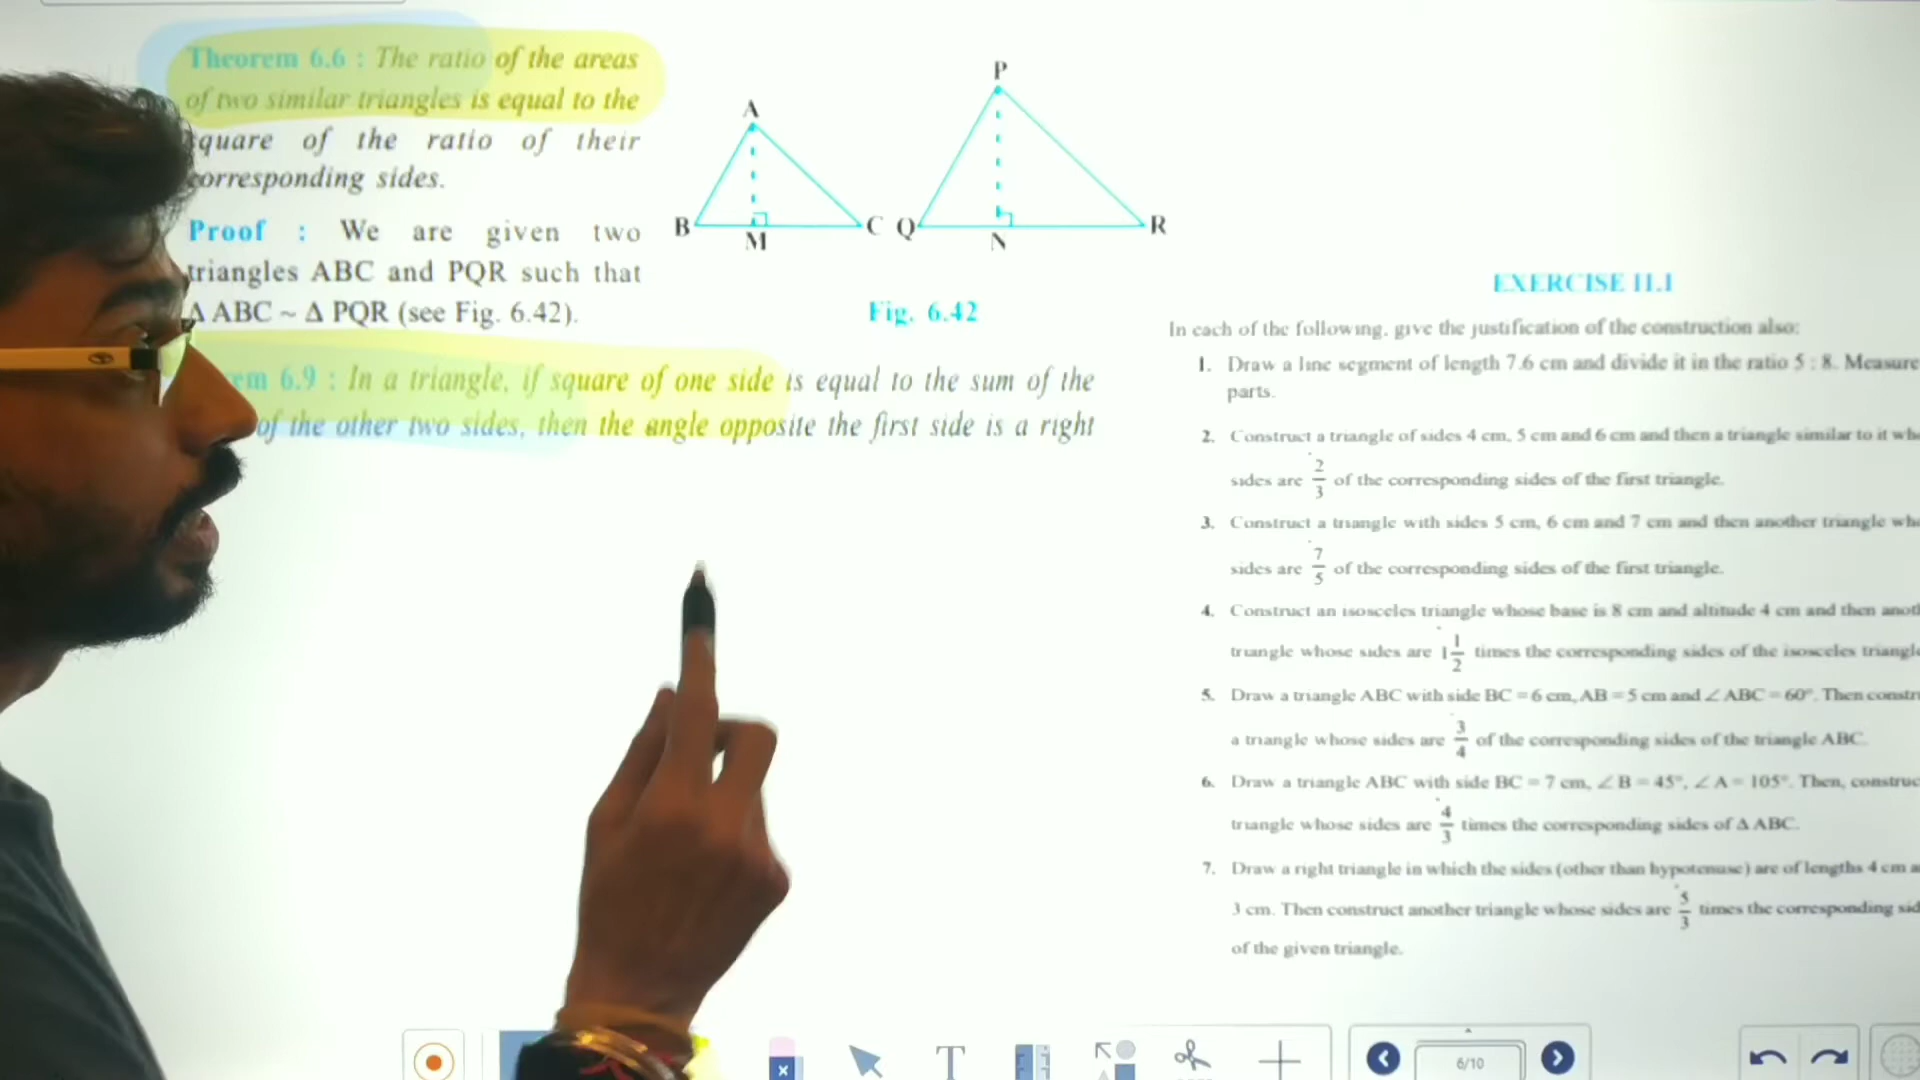 Theorem 6.6 : The ratio of the areas
of two similar triangles is equal to the
quare of the ratio of their
orresponding sides.
Proof : We are given two
triangles ABC and PQR such that
Δ ABC ~ Δ PQR (see Fig. 6.42).
A
B
M
C
P
Q
N
R
Fig. 6.42
em 6.9 : In a triangle, if square of one side is equal to the sum of the
of the other two sides, then the angle opposite the first side is a right
EXERCISE 11.1
In each of the following, give the justification of the construction also:
1. Draw a line segment of length 7.6 cm and divide it in the ratio 5 : 8. Measure
parts.
2. Construct a triangle of sides 4 cm, 5 cm and 6 cm and then a triangle similar to it who
sides are 2/3 of the corresponding sides of the first triangle.
3. Construct a triangle with sides 5 cm, 6 cm and 7 cm and then another triangle who
sides are 7/5 of the corresponding sides of the first triangle.
4. Construct an isosceles triangle whose base is 8 cm and altitude 4 cm and then anot
triangle whose sides are 1 1/2 times the corresponding sides of the isosceles triangle
5. Draw a triangle ABC with side BC = 6 cm, AB = 5 cm and ∠ ABC = 60°. Then constr
a triangle whose sides are 3/4 of the corresponding sides of the triangle ABC.
6. Draw a triangle ABC with side BC = 7 cm, ∠ B = 45°, ∠ A = 105°. Then, construc
triangle whose sides are 4/3 times the corresponding sides of Δ ABC.
7. Draw a right triangle in which the sides (other than hypotenuse) are of lengths 4 cm a
3 cm. Then construct another triangle whose sides are 5/3 times the corresponding sid
of the given triangle.
T
6/10